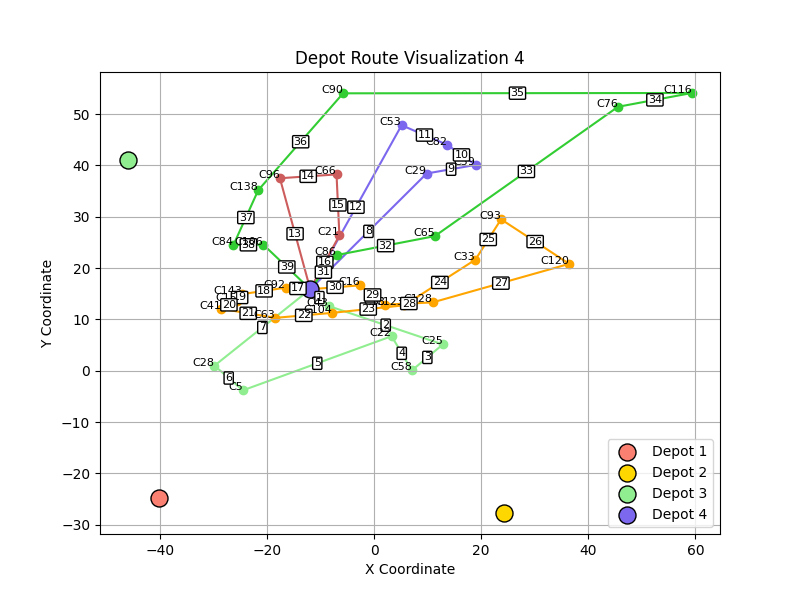 Depot Route Visualization 4
Y Coordinate
50
40
30
20
10
0
−10
−20
−30
C90
35
C116
C76
34
C53
11
C82
36
10
33
C29
9
C96
14
C66
C138
15
12
37
C93
C84
38
13
C21
8
C65
25
26
32
C86
16
39
31
C33
C120
24
27
C143
18
C92
17
30
C16
29
19
C41
20
28
C128
21
C63
22
C104
23
7
2
C22
C25
4
3
C28
5
C58
6
C5
Depot 1
Depot 2
Depot 3
Depot 4
−40
−20
0
20
40
60
X Coordinate